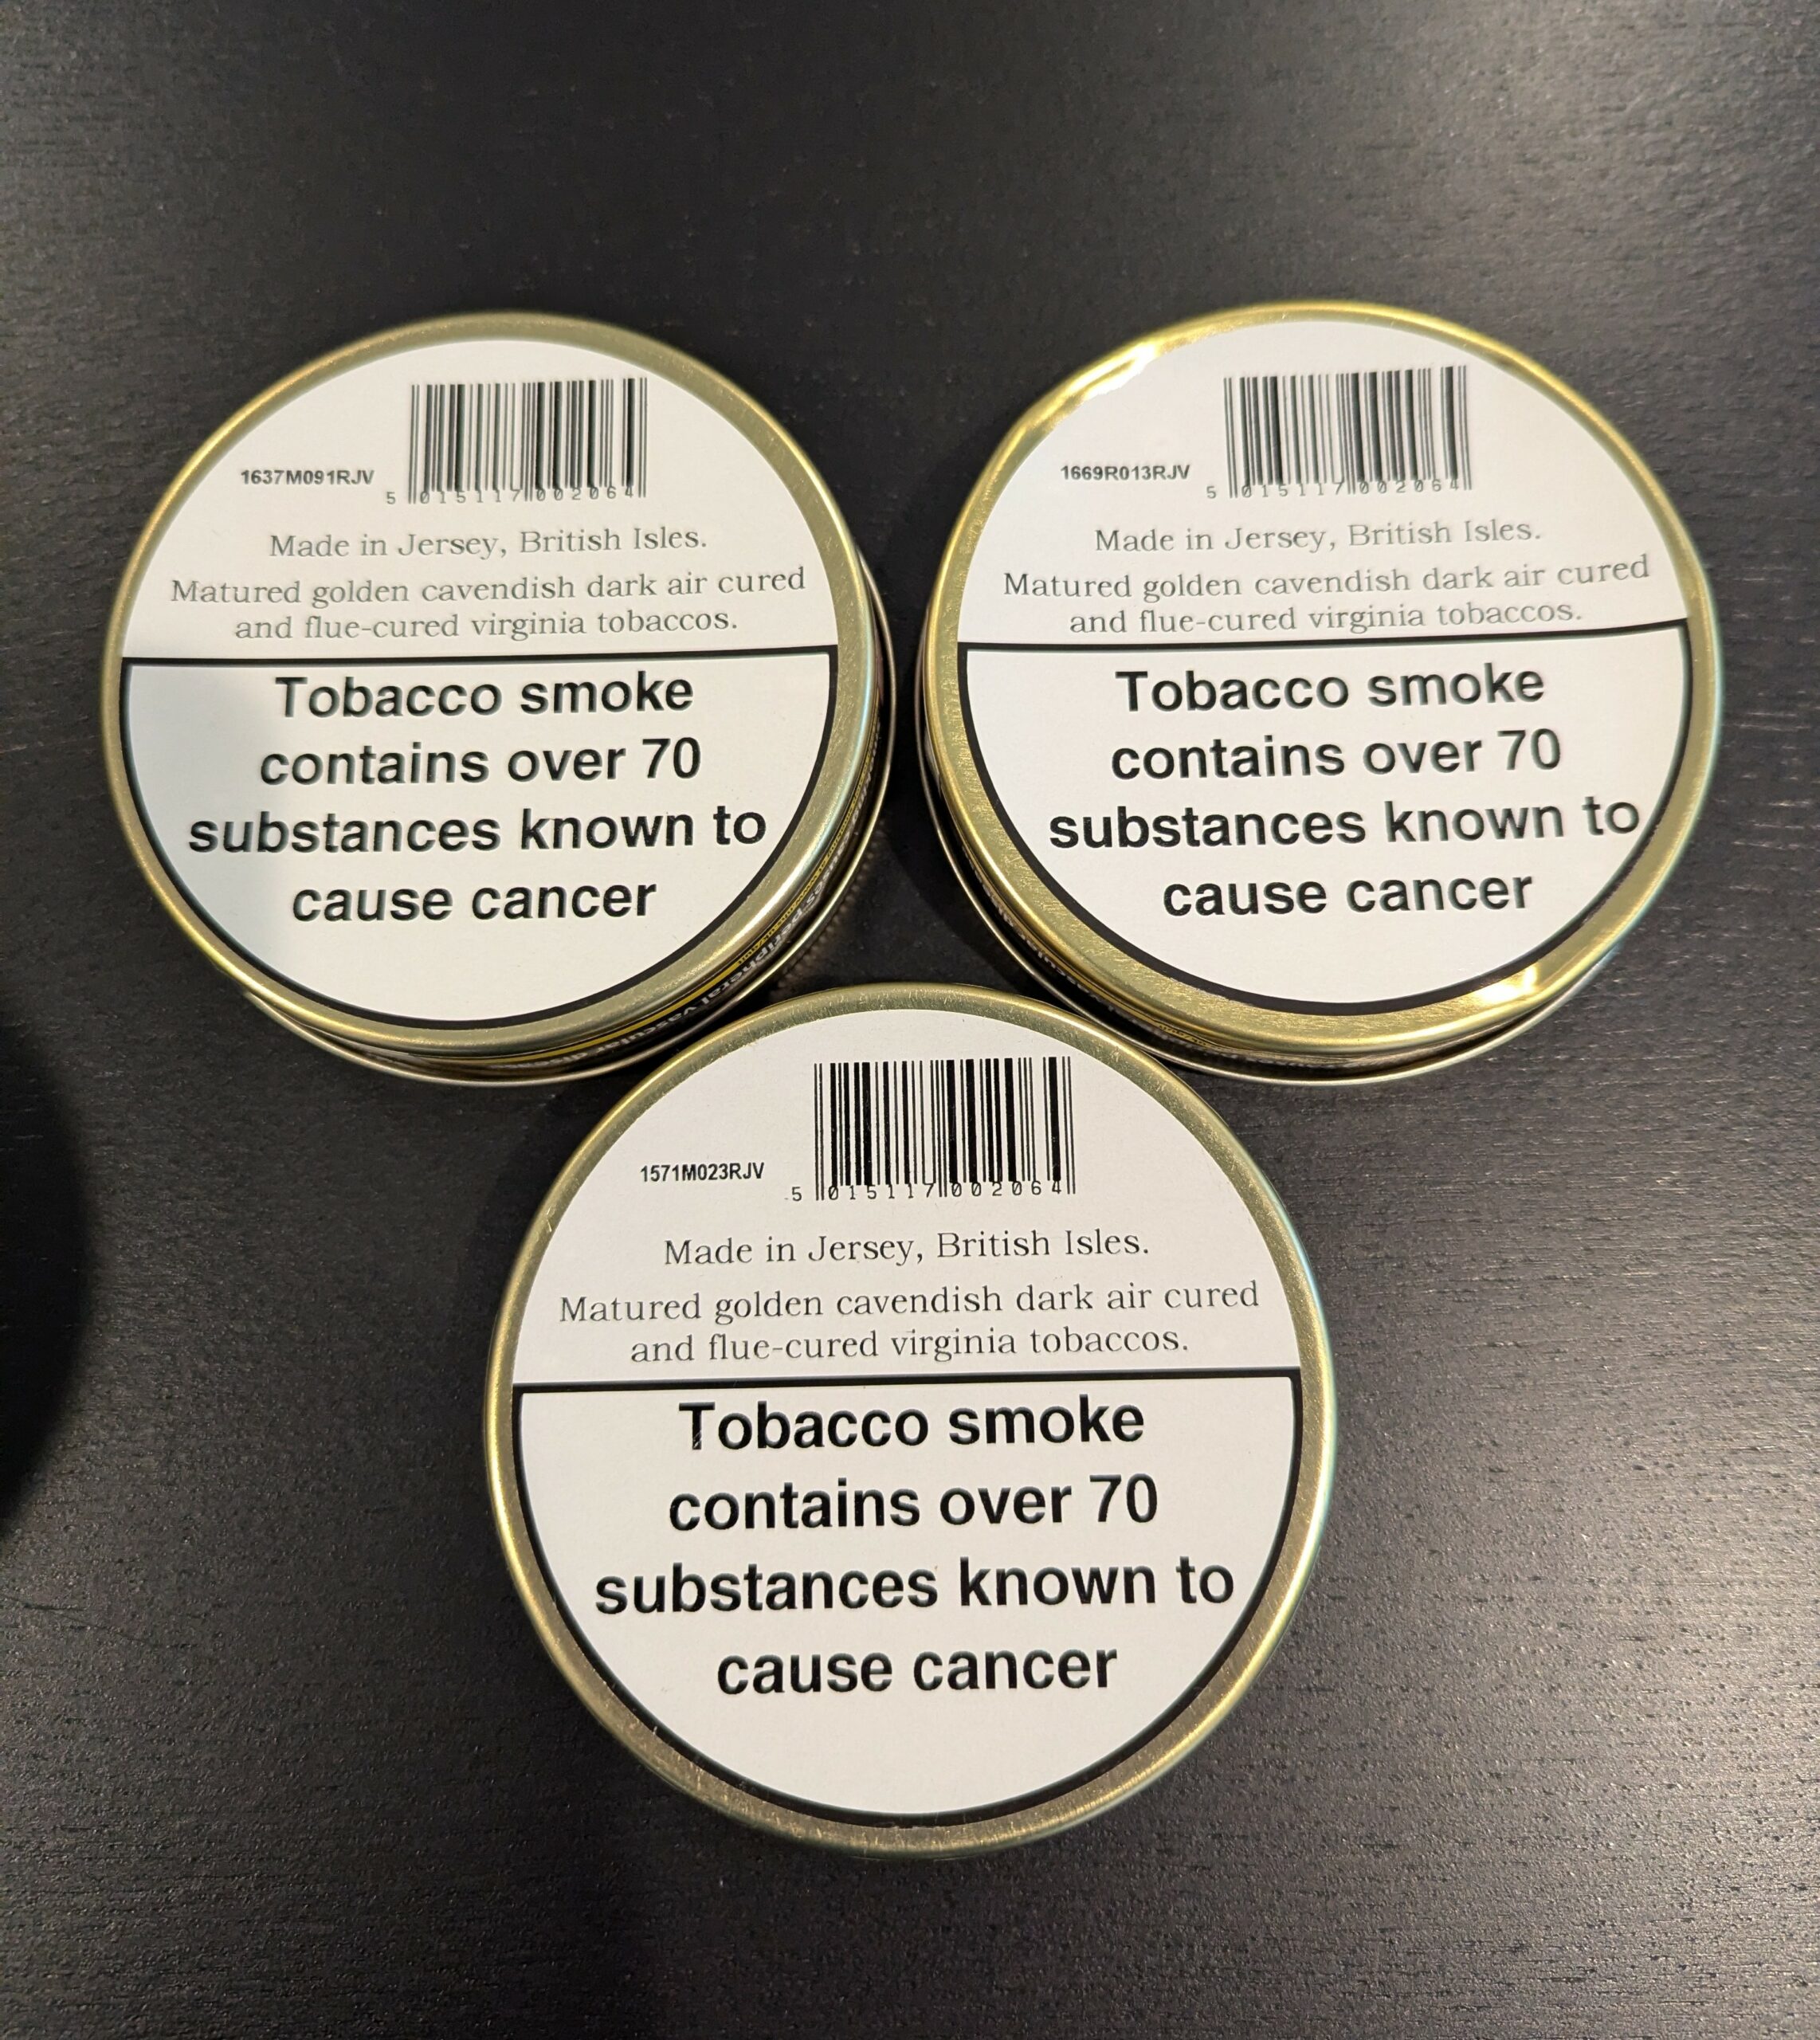 1637M091RJV
5 015117 002064
Made in Jersey, British Isles.
Matured golden cavendish dark air cured
and flue-cured virginia tobaccos.
Tobacco smoke
contains over 70
substances known to
cause cancer
1669R013RJV
5 015117 002064
Made in Jersey, British Isles.
Matured golden cavendish dark air cured
and flue-cured virginia tobaccos.
Tobacco smoke
contains over 70
substances known to
cause cancer
1571M023RJV
5 015117 002064
Made in Jersey, British Isles.
Matured golden cavendish dark air cured
and flue-cured virginia tobaccos.
Tobacco smoke
contains over 70
substances known to
cause cancer